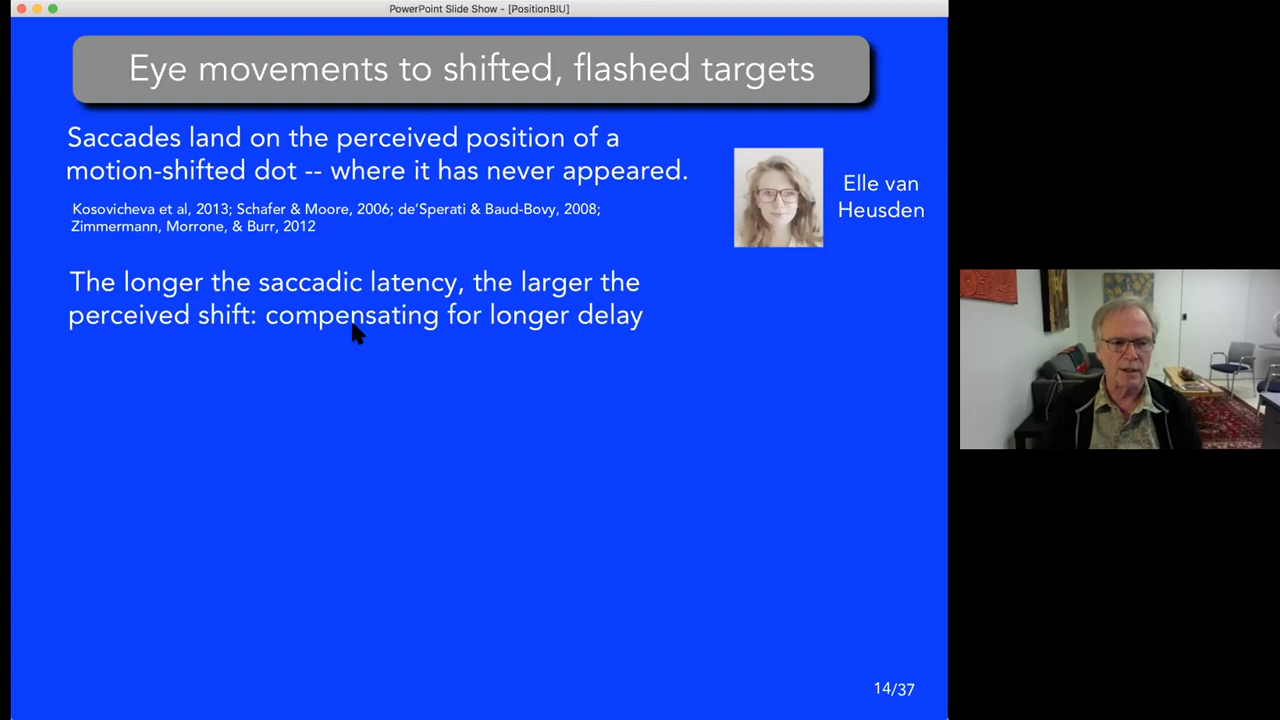 PowerPoint Slide Show - [PositionBIU]
Eye movements to shifted, flashed targets
Saccades land on the perceived position of a
motion-shifted dot -- where it has never appeared.
Kosovicheva et al, 2013; Schafer & Moore, 2006; de’Sperati & Baud-Bovy, 2008;
Zimmermann, Morrone, & Burr, 2012
Elle van
Heusden
The longer the saccadic latency, the larger the
perceived shift: compensating for longer delay
14/37